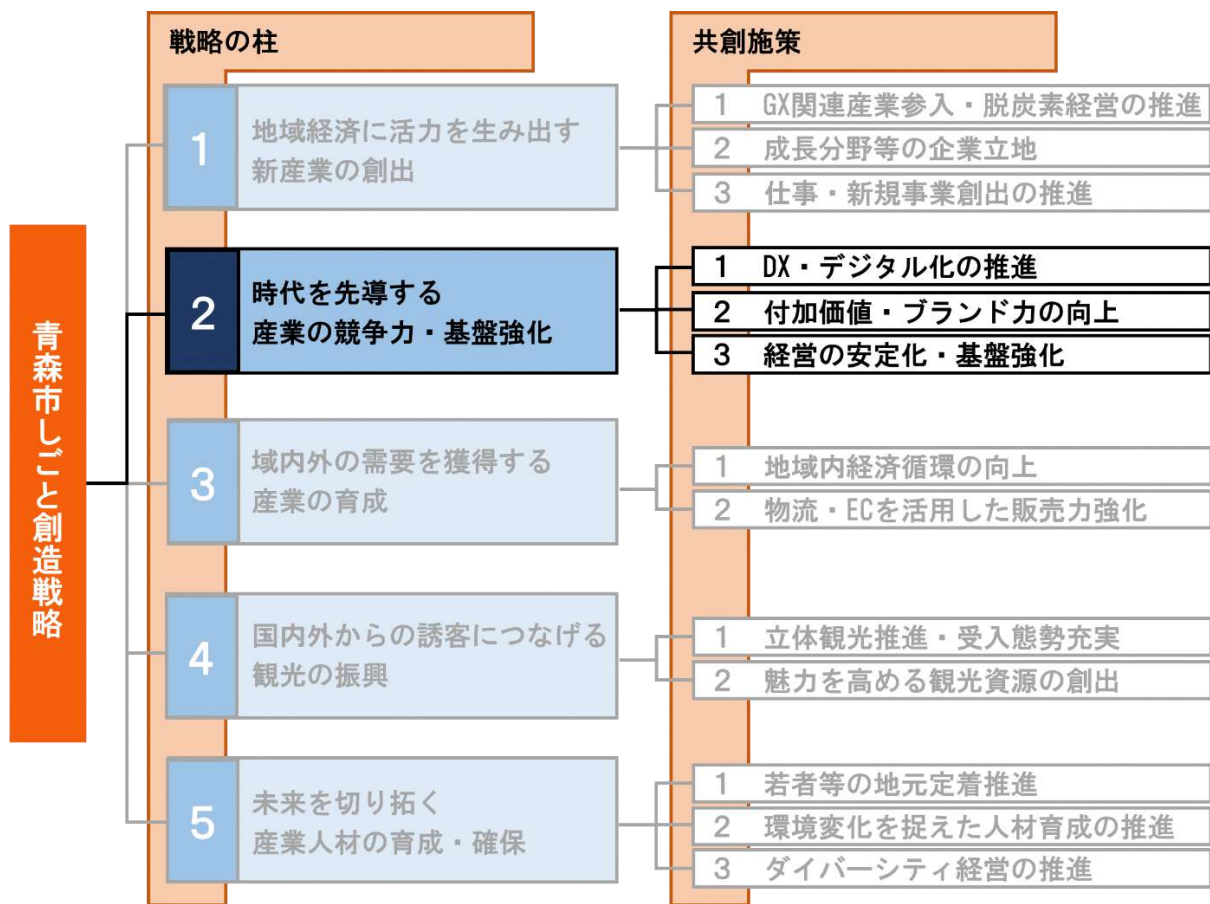 青森市しごと創造戦略
戦略の柱
共創施策
1
地域経済に活力を生み出す
新産業の創出
1 GX関連産業参入・脱炭素経営の推進
2 成長分野等の企業立地
3 仕事・新規事業創出の推進
2
時代を先導する
産業の競争力・基盤強化
1 DX・デジタル化の推進
2 付加価値・ブランド力の向上
3 経営の安定化・基盤強化
3
域内外の需要を獲得する
産業の育成
1 地域内経済循環の向上
2 物流・ECを活用した販売力強化
4
国内外からの誘客につなげる
観光の振興
1 立体観光推進・受入態勢充実
2 魅力を高める観光資源の創出
5
未来を切り拓く
産業人材の育成・確保
1 若者等の地元定着推進
2 環境変化を捉えた人材育成の推進
3 ダイバーシティ経営の推進